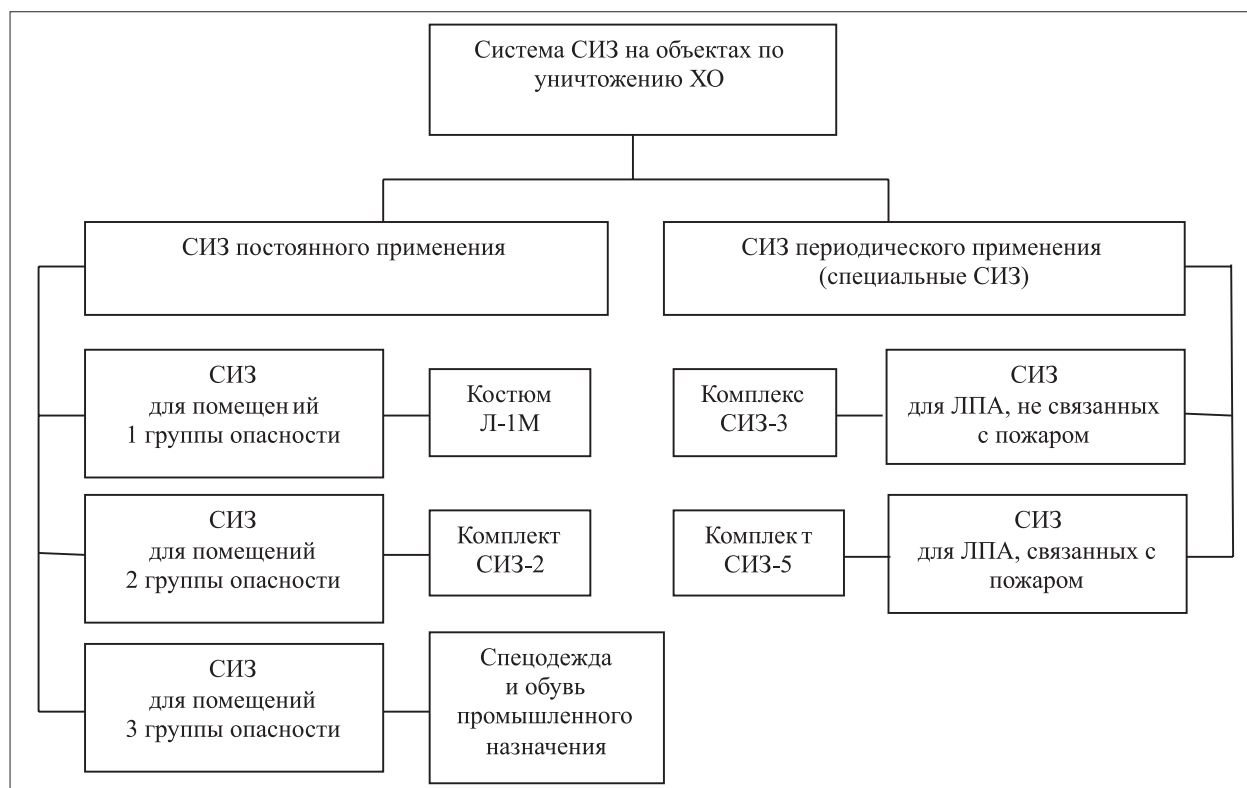 Система СИЗ на объектах по
уничтожению ХО
СИЗ постоянного применения
СИЗ периодического применения
(специальные СИЗ)
СИЗ
для помещений
1 группы опасности
Костюм
Л-1М
Комплекс
СИЗ-3
СИЗ
для ЛПА, не связанных
с пожаром
СИЗ
для помещений
2 группы опасности
Комплект
СИЗ-2
Комплект
СИЗ-5
СИЗ
для ЛПА, связанных с
пожаром
СИЗ
для помещений
3 группы опасности
Спецодежда
и обувь
промышленного
назначения